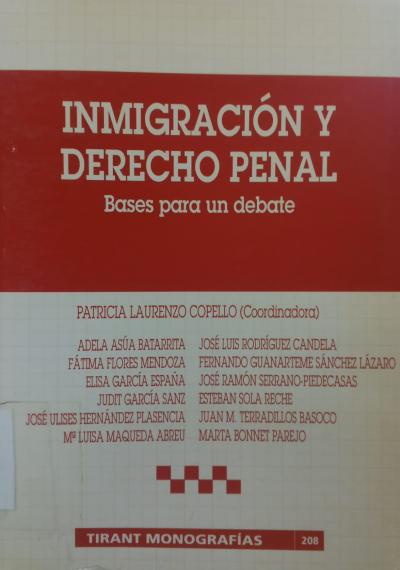 INMIGRACIÓN Y
DERECHO PENAL
Bases para un debate
PATRICIA LAURENZO COPELLO (Coordinadora)
ADELA ASÚA BATARRITA
FÁTIMA FLORES MENDOZA
ELISA GARCÍA ESPAÑA
JUDIT GARCÍA SANZ
JOSÉ ULISES HERNÁNDEZ PLASENCIA
Mª LUISA MAQUEDA ABREU
JOSÉ LUIS RODRÍGUEZ CANDELA
FERNANDO GUANARTEME SÁNCHEZ LÁZARO
JOSÉ RAMÓN SERRANO-PIEDECASAS
ESTEBAN SOLA RECHE
JUAN M. TERRADILLOS BASOCO
MARTA BONNET PAREJO
TIRANT MONOGRAFÍAS 208